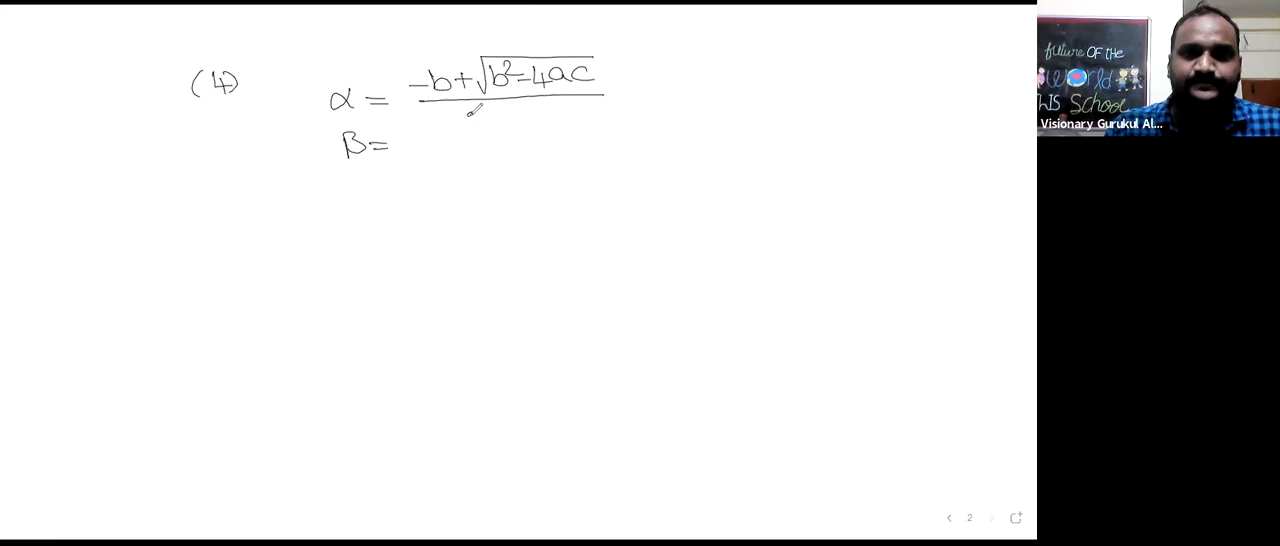 (4)
α = -b+√b²-4ac
β =
future OF the
World
THIS School
Visionary Gurukul Al...
2